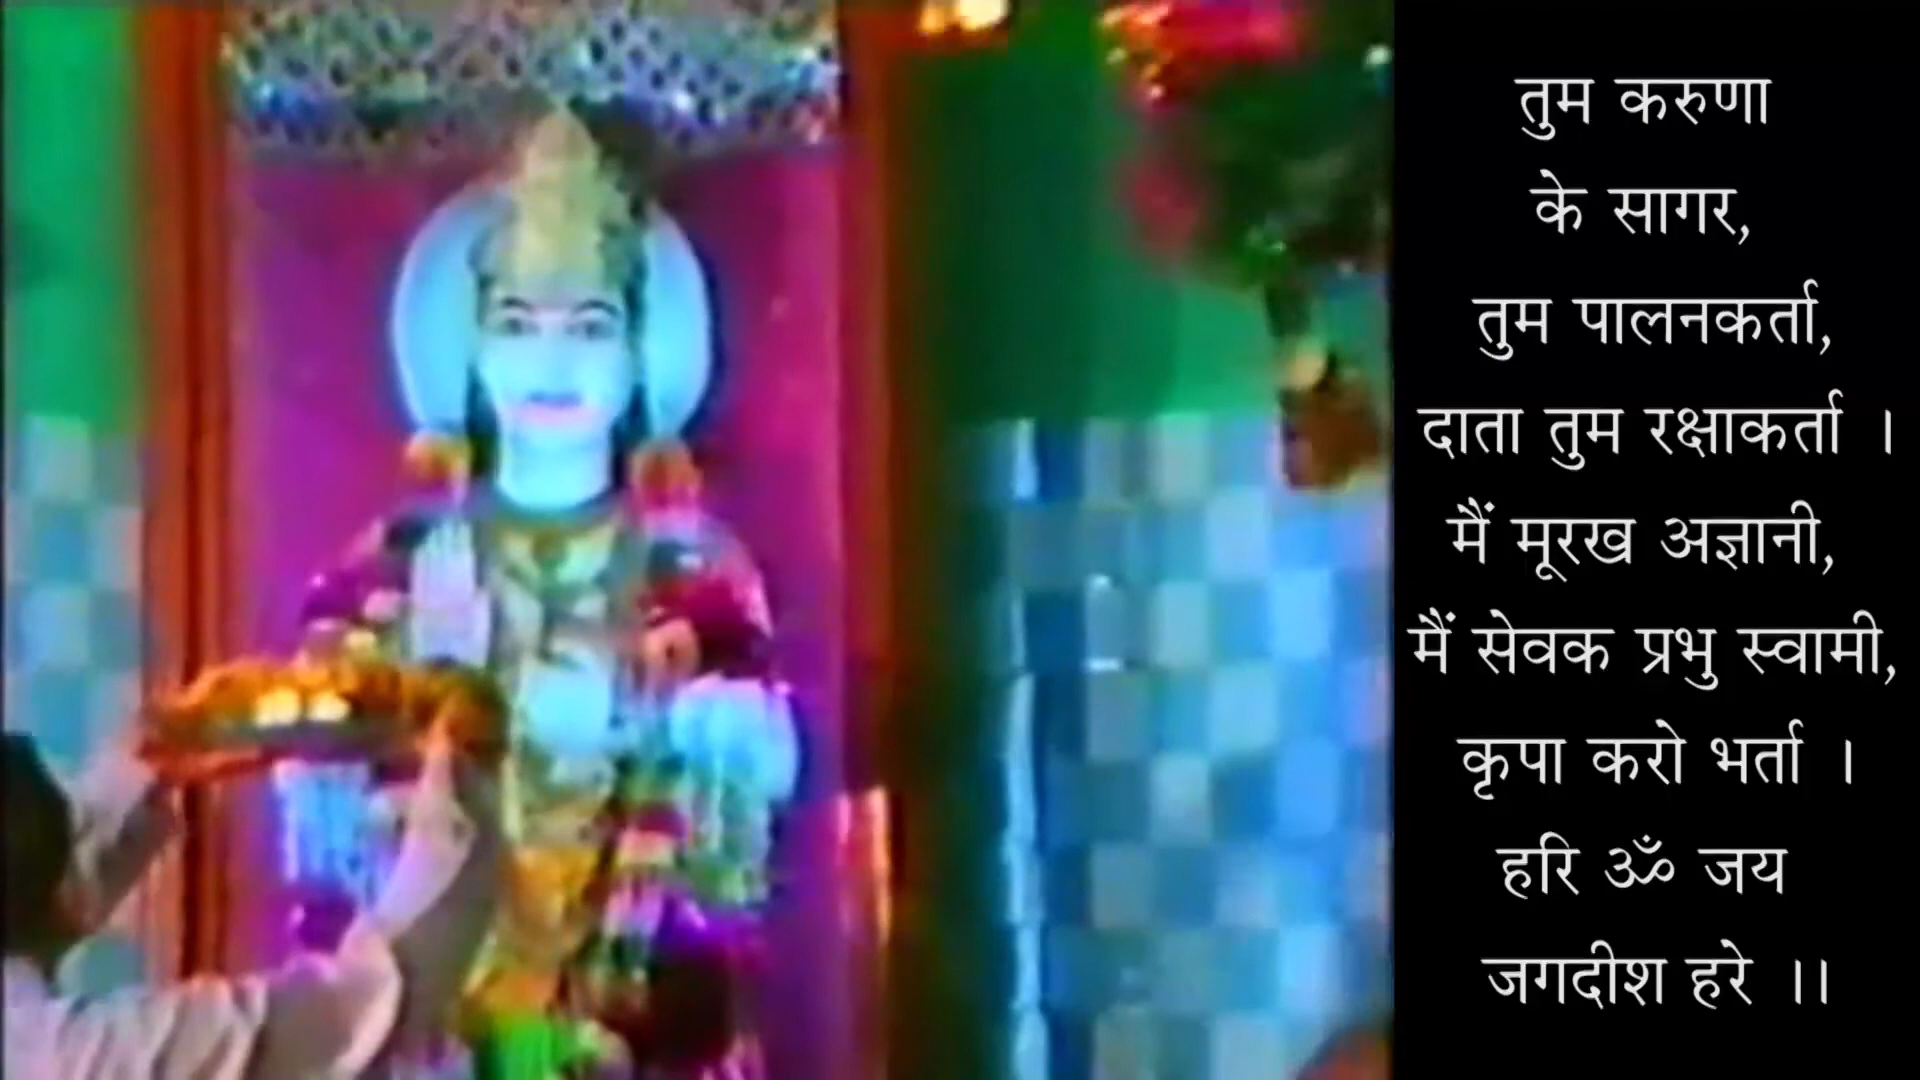 तुम करुणा
के सागर,
तुम पालनकर्ता,
दाता तुम रक्षाकर्ता ।
मैं मूरख अज्ञानी,
मैं सेवक प्रभु स्वामी,
कृपा करो भर्ता ।
हरि ॐ जय
जगदीश हरे ।।